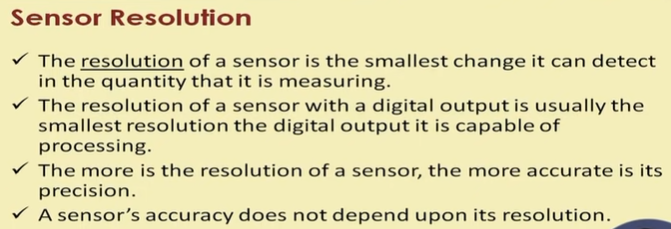 Sensor Resolution
✓ The resolution of a sensor is the smallest change it can detect
in the quantity that it is measuring.
✓ The resolution of a sensor with a digital output is usually the
smallest resolution the digital output it is capable of
processing.
✓ The more is the resolution of a sensor, the more accurate is its
precision.
✓ A sensor's accuracy does not depend upon its resolution.